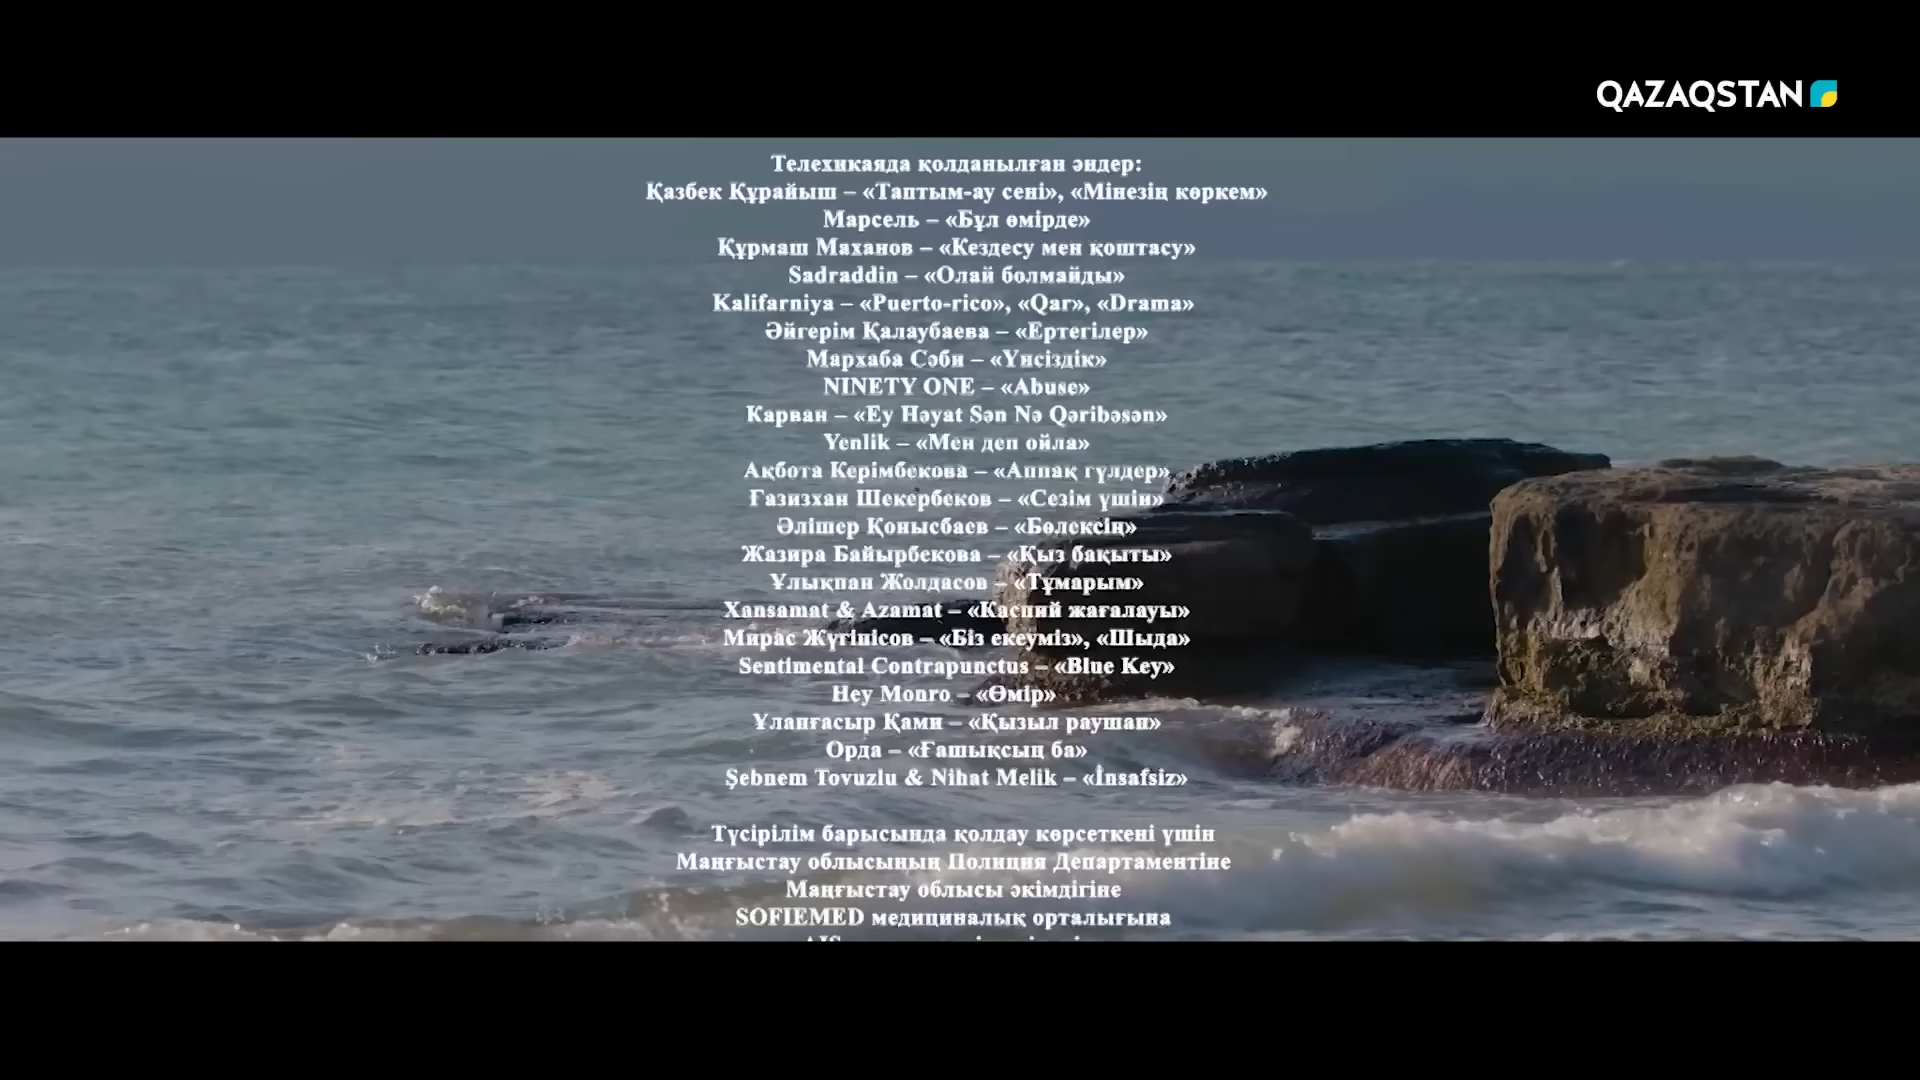 QAZAQSTAN
Телехикаяда қолданылған әндер:
Қазбек Құрайыш – «Таптым-ау сені», «Мінезің көркем»
Марсель – «Бұл өмірде»
Құрмаш Маханов – «Кездесу мен қоштасу»
Sadraddin – «Олай болмайды»
Kalifarniya – «Puerto-rico», «Qar», «Drama»
Әйгерім Қалаубаева – «Ертегілер»
Мархаба Сәби – «Үнсіздік»
NINETY ONE – «Abuse»
Карван – «Ey Həyat Sən Nə Qəribəsən»
Yenlik – «Мен деп ойла»
Ақбота Керімбекова – «Аппақ гүлдер»
Ғазизхан Шекербеков – «Сезім үшін»
Әлішер Қонысбаев – «Бөлексің»
Жазира Байырбекова – «Қыз бақыты»
Ұлықпан Жолдасов – «Тұмарым»
Xansamat & Azamat – «Каспий жағалауы»
Мирас Жүгінісов – «Біз екеуміз», «Шыда»
Sentimental Contrapunctus – «Blue Key»
Hey Monro – «Өмір»
Ұланғасыр Қами – «Қызыл раушан»
Орда – «Ғашықсың ба»
Şebnem Tovuzlu & Nihat Melik – «İnsafsiz»
Түсірілім барысында қолдау көрсеткені үшін
Маңғыстау облысының Полиция Департаментіне
Маңғыстау облысы әкімдігіне
SOFIEMED медициналық орталығына